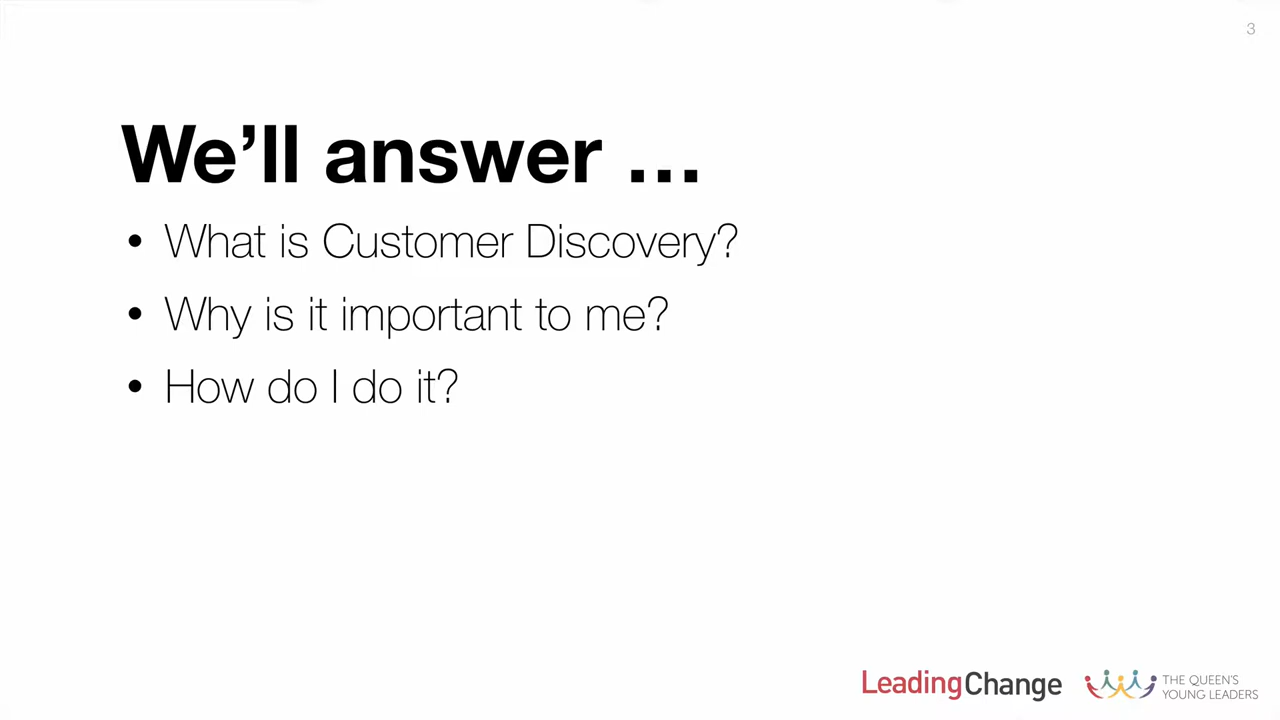 3
We’ll answer …
• What is Customer Discovery?
• Why is it important to me?
• How do I do it?
LeadingChange
THE QUEEN'S
YOUNG LEADERS